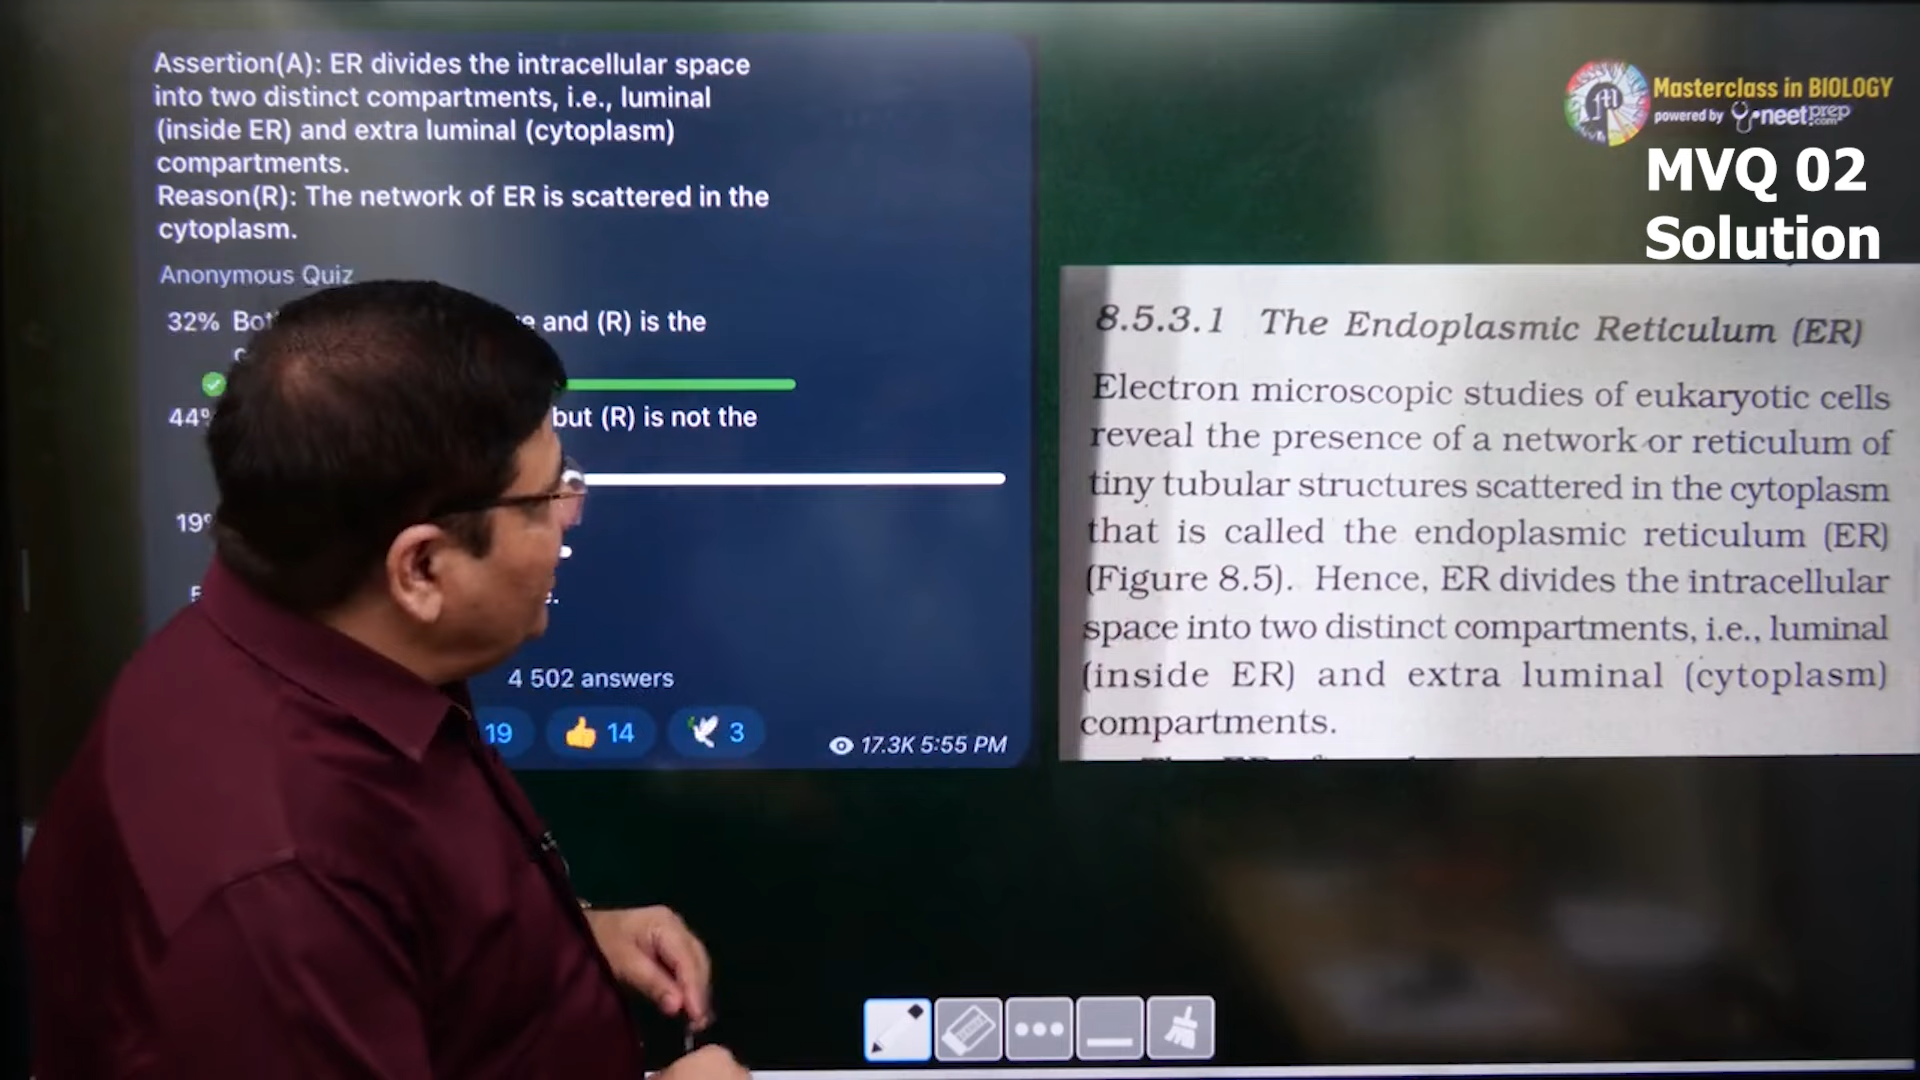 Assertion(A): ER divides the intracellular space
into two distinct compartments, i.e., luminal
(inside ER) and extra luminal (cytoplasm)
compartments.
Reason(R): The network of ER is scattered in the
cytoplasm.
Anonymous Quiz
32% and (R) is the
44% but (R) is not the
4 502 answers
19 14 3 17.3K 5:55 PM
Masterclass in BIOLOGY
powered by neetprep.com
MVQ 02
Solution
8.5.3.1 The Endoplasmic Reticulum (ER)
Electron microscopic studies of eukaryotic cells
reveal the presence of a network or reticulum of
tiny tubular structures scattered in the cytoplasm
that is called the endoplasmic reticulum (ER)
(Figure 8.5). Hence, ER divides the intracellular
space into two distinct compartments, i.e., luminal
(inside ER) and extra luminal (cytoplasm)
compartments.